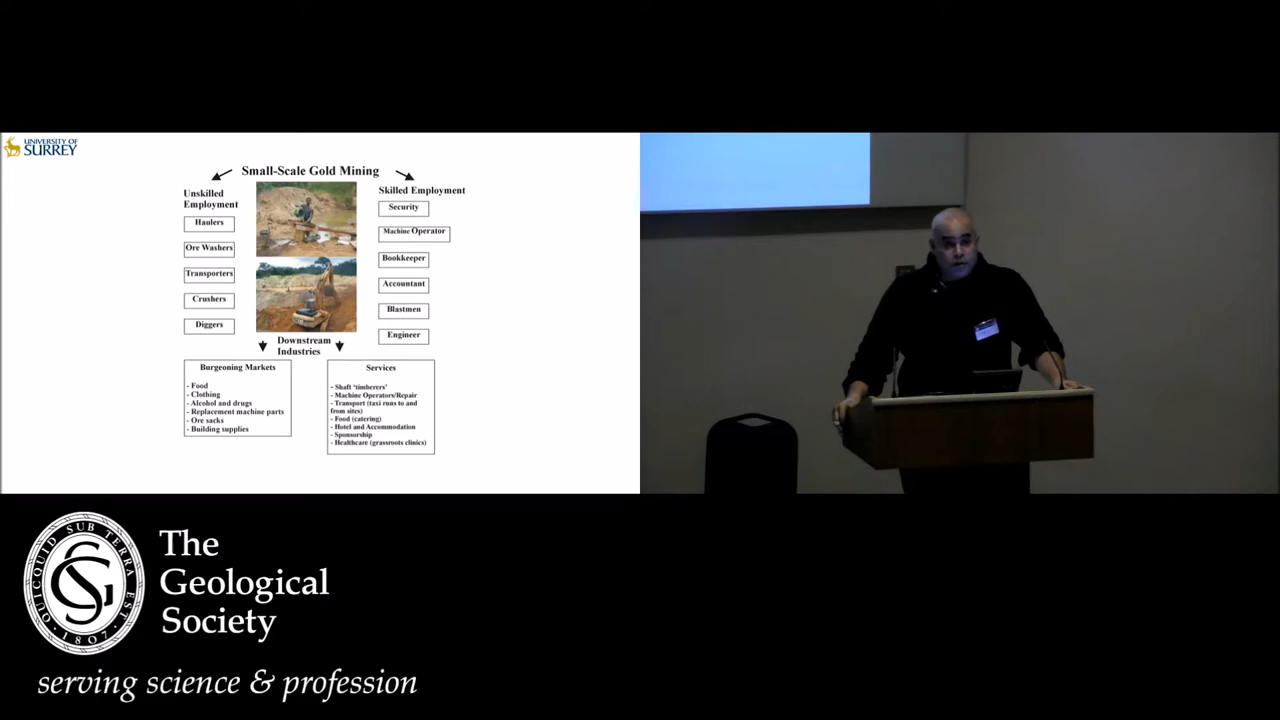 UNIVERSITY OF
SURREY
Small-Scale Gold Mining
Unskilled
Employment
Haulers
Ore Washers
Transporters
Crushers
Diggers
Skilled Employment
Security
Machine Operator
Bookkeeper
Accountant
Blastmen
Engineer
Downstream
Industries
Burgeoning Markets
- Food
- Clothing
- Alcohol and drugs
- Replacement machine parts
- Ore sacks
- Building supplies
Services
- Shaft ‘timberers’
- Machine Operators/Repair
- Transport (taxi runs to and
from sites)
- Food (catering)
- Hotel and Accommodation
- Sponsorship
- Healthcare (grassroots clinics)
QUICQUID SUB TERRA EST
· 1807 ·
GS
The
Geological
Society
serving science & profession